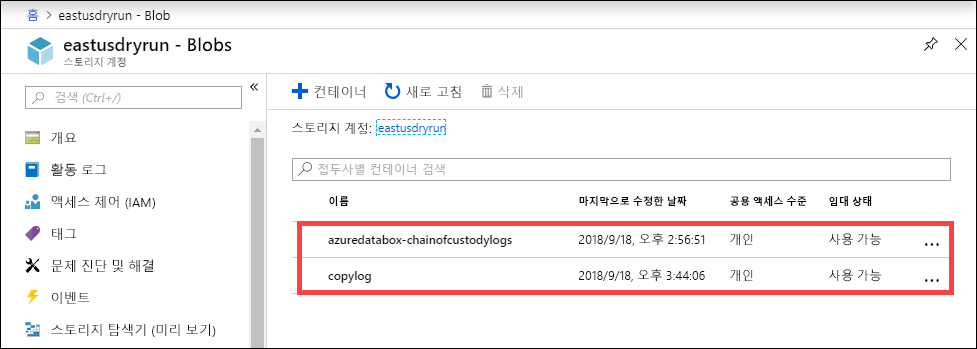 홈 > eastusdryrun - Blob
eastusdryrun - Blobs
스토리지 계정
검색 (Ctrl+/)
개요
활동 로그
액세스 제어 (IAM)
태그
문제 진단 및 해결
이벤트
스토리지 탐색기 (미리 보기)
컨테이너 새로 고침 삭제
스토리지 계정: eastusdryrun
접두사별 컨테이너 검색
이름 마지막으로 수정한 날짜 공용 액세스 수준 임대 상태
azuredatabox-chainofcustodylogs 2018/9/18, 오후 2:56:51 개인 사용 가능 ...
copylog 2018/9/18, 오후 3:44:06 개인 사용 가능 ...